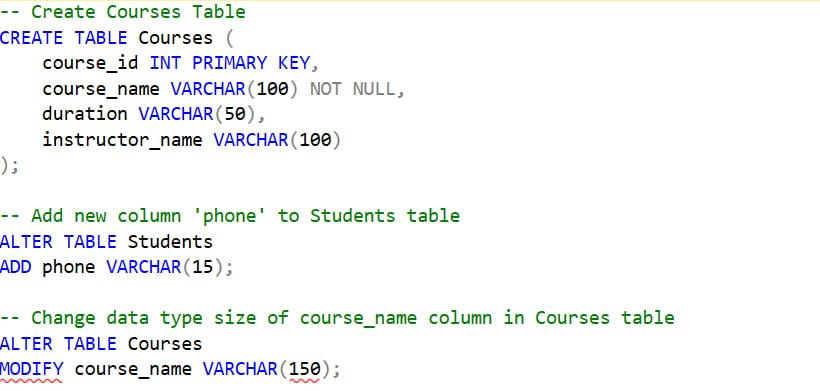 -- Create Courses Table
CREATE TABLE Courses (
    course_id INT PRIMARY KEY,
    course_name VARCHAR(100) NOT NULL,
    duration VARCHAR(50),
    instructor_name VARCHAR(100)
);

-- Add new column 'phone' to Students table
ALTER TABLE Students
ADD phone VARCHAR(15);

-- Change data type size of course_name column in Courses table
ALTER TABLE Courses
MODIFY course_name VARCHAR(150);